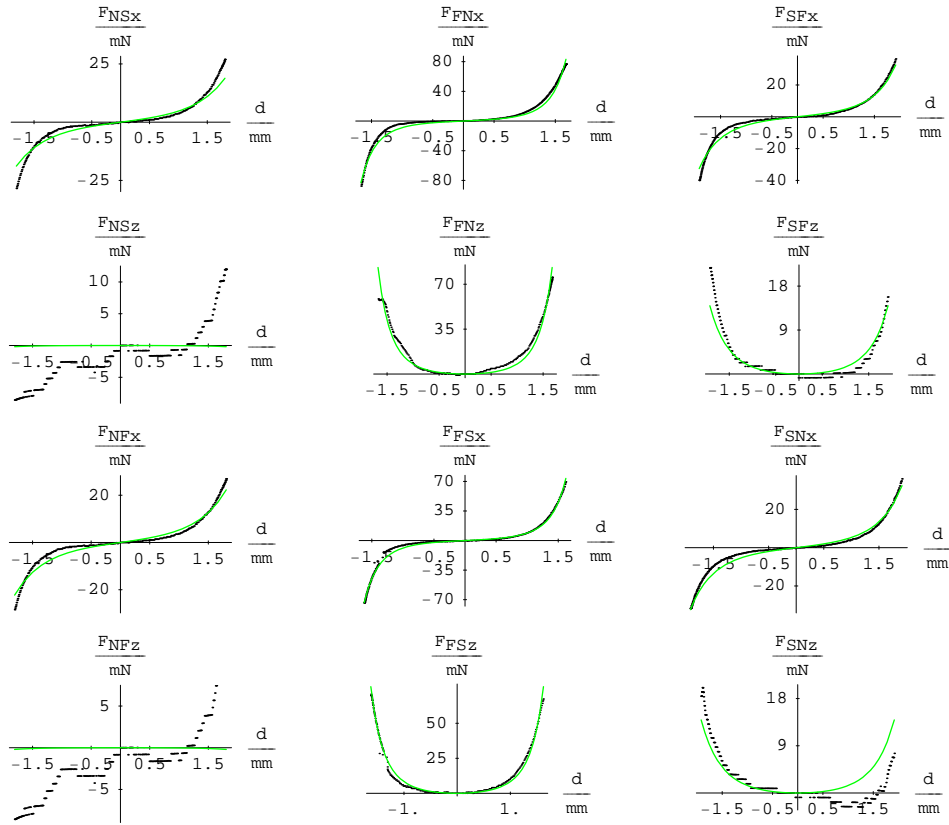 F_NSx F_FNx F_SFx
mN mN mN
25 80 20
40
d d d
-1.5 -0.5 0.5 1.5 mm -1.5 -0.5 0.5 1.5 mm -1.5 -0.5 0.5 1.5 mm
-40 -20
-25 -80 -40
F_NSz F_FNz F_SFz
mN mN mN
10 70 18
5 35 9
d d d
-1.5 -0.5 0.5 1.5 mm -1.5 -0.5 0.5 1.5 mm -1.5 -0.5 0.5 1.5 mm
-5
F_NFx F_FSx F_SNx
mN mN mN
20 70 20
35
d d d
-1.5 -0.5 0.5 1.5 mm -1.5 -0.5 0.5 1.5 mm -1.5 -0.5 0.5 1.5 mm
-35
-20 -70 -20
F_NFz F_FSz F_SNz
mN mN mN
5 50 18
25 9
d d d
-1.5 -0.5 0.5 1.5 mm -1. 1. mm -1.5 -0.5 0.5 1.5 mm
-5